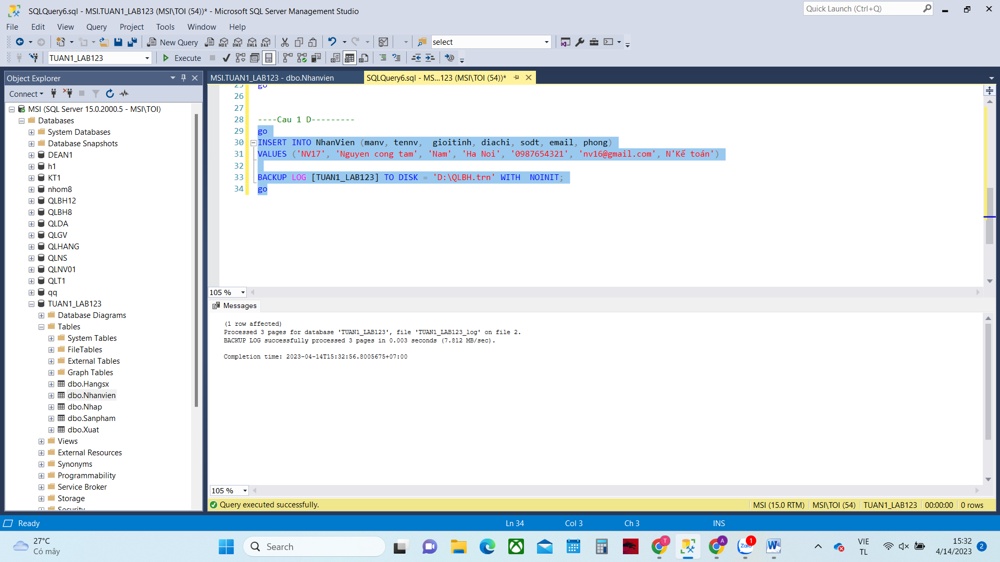 SQLQuery6.sql - MSI.TUAN1_LAB123 (MSI\TOI (54))* - Microsoft SQL Server Management Studio
Quick Launch (Ctrl+Q)
File Edit View Query Project Tools Window Help
New Query
MDX DMX XMLA DAX
select
TUAN1_LAB123
Execute
Object Explorer
Connect
MSI (SQL Server 15.0.2000.5 - MSI\TOI)
Databases
System Databases
Database Snapshots
DEAN1
h1
KT1
nhom8
QLBH12
QLBH8
QLDA
QLGV
QLHANG
QLNS
QLNV01
QLT1
qq
TUAN1_LAB123
Database Diagrams
Tables
System Tables
FileTables
External Tables
Graph Tables
dbo.Hangsx
dbo.Nhanvien
dbo.Nhap
dbo.Sanpham
dbo.Xuat
Views
External Resources
Synonyms
Programmability
Service Broker
Storage
Security
MSI.TUAN1_LAB123 - dbo.Nhanvien
SQLQuery6.sql - MS...123 (MSI\TOI (54))*
25 go
26
27
28 ----Cau 1 D---------
29 go
30 INSERT INTO NhanVien (manv, tennv,  gioitinh, diachi, sodt, email, phong)
31 VALUES ('NV17', 'Nguyen cong tam', 'Nam', 'Ha Noi', '0987654321', 'nv16@gmail.com', N'Kế toán')
32
33 BACKUP LOG [TUAN1_LAB123] TO DISK = 'D:\QLBH.trn' WITH  NOINIT;
34 go
105 %
Messages
(1 row affected)
Processed 3 pages for database 'TUAN1_LAB123', file 'TUAN1_LAB123_log' on file 2.
BACKUP LOG successfully processed 3 pages in 0.003 seconds (7.812 MB/sec).
Completion time: 2023-04-14T15:32:56.8005675+07:00
105 %
Query executed successfully.
MSI (15.0 RTM) MSI\TOI (54) TUAN1_LAB123 00:00:00 0 rows
Ready
Ln 34 Col 3 Ch 3 INS
27°C
Có mây
Search
T
A
Zalo
1
VIE
TL
15:32
4/14/2023
2